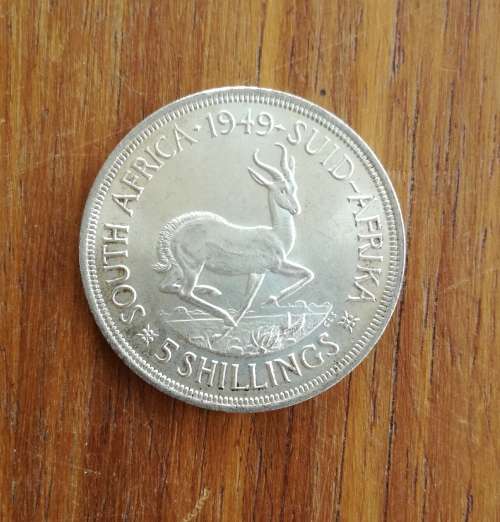 SOUTH AFRICA · 1949 · SUID-AFRIKA
5 SHILLINGS